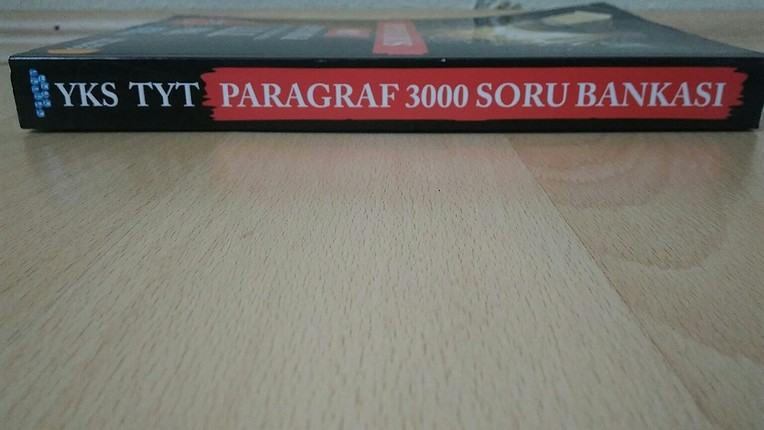 YKS TYT PARAGRAF 3000 SORU BANKASI